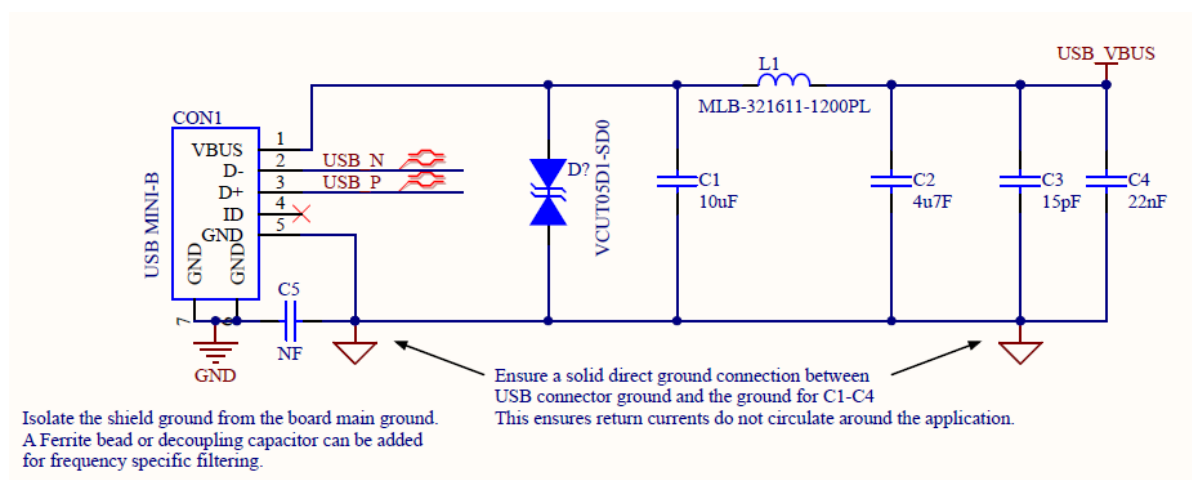 USB_VBUS
L1
MLB-321611-1200PL
CON1
USB MINI-B
VBUS 1
D- 2 USB_N
D+ 3 USB_P
ID 4
GND 5
GND GND
7 6
D?
VCUT05D1-SD0
C1
10uF
C2
4u7F
C3
15pF
C4
22nF
C5
NF
GND
Ensure a solid direct ground connection between
USB connector ground and the ground for C1-C4
This ensures return currents do not circulate around the application.
Isolate the shield ground from the board main ground.
A Ferrite bead or decoupling capacitor can be added
for frequency specific filtering.